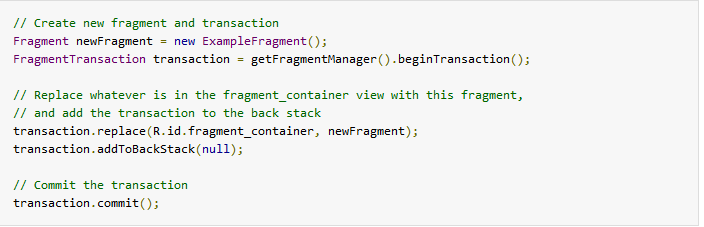 // Create new fragment and transaction
Fragment newFragment = new ExampleFragment();
FragmentTransaction transaction = getFragmentManager().beginTransaction();
// Replace whatever is in the fragment_container view with this fragment,
// and add the transaction to the back stack
transaction.replace(R.id.fragment_container, newFragment);
transaction.addToBackStack(null);
// Commit the transaction
transaction.commit();